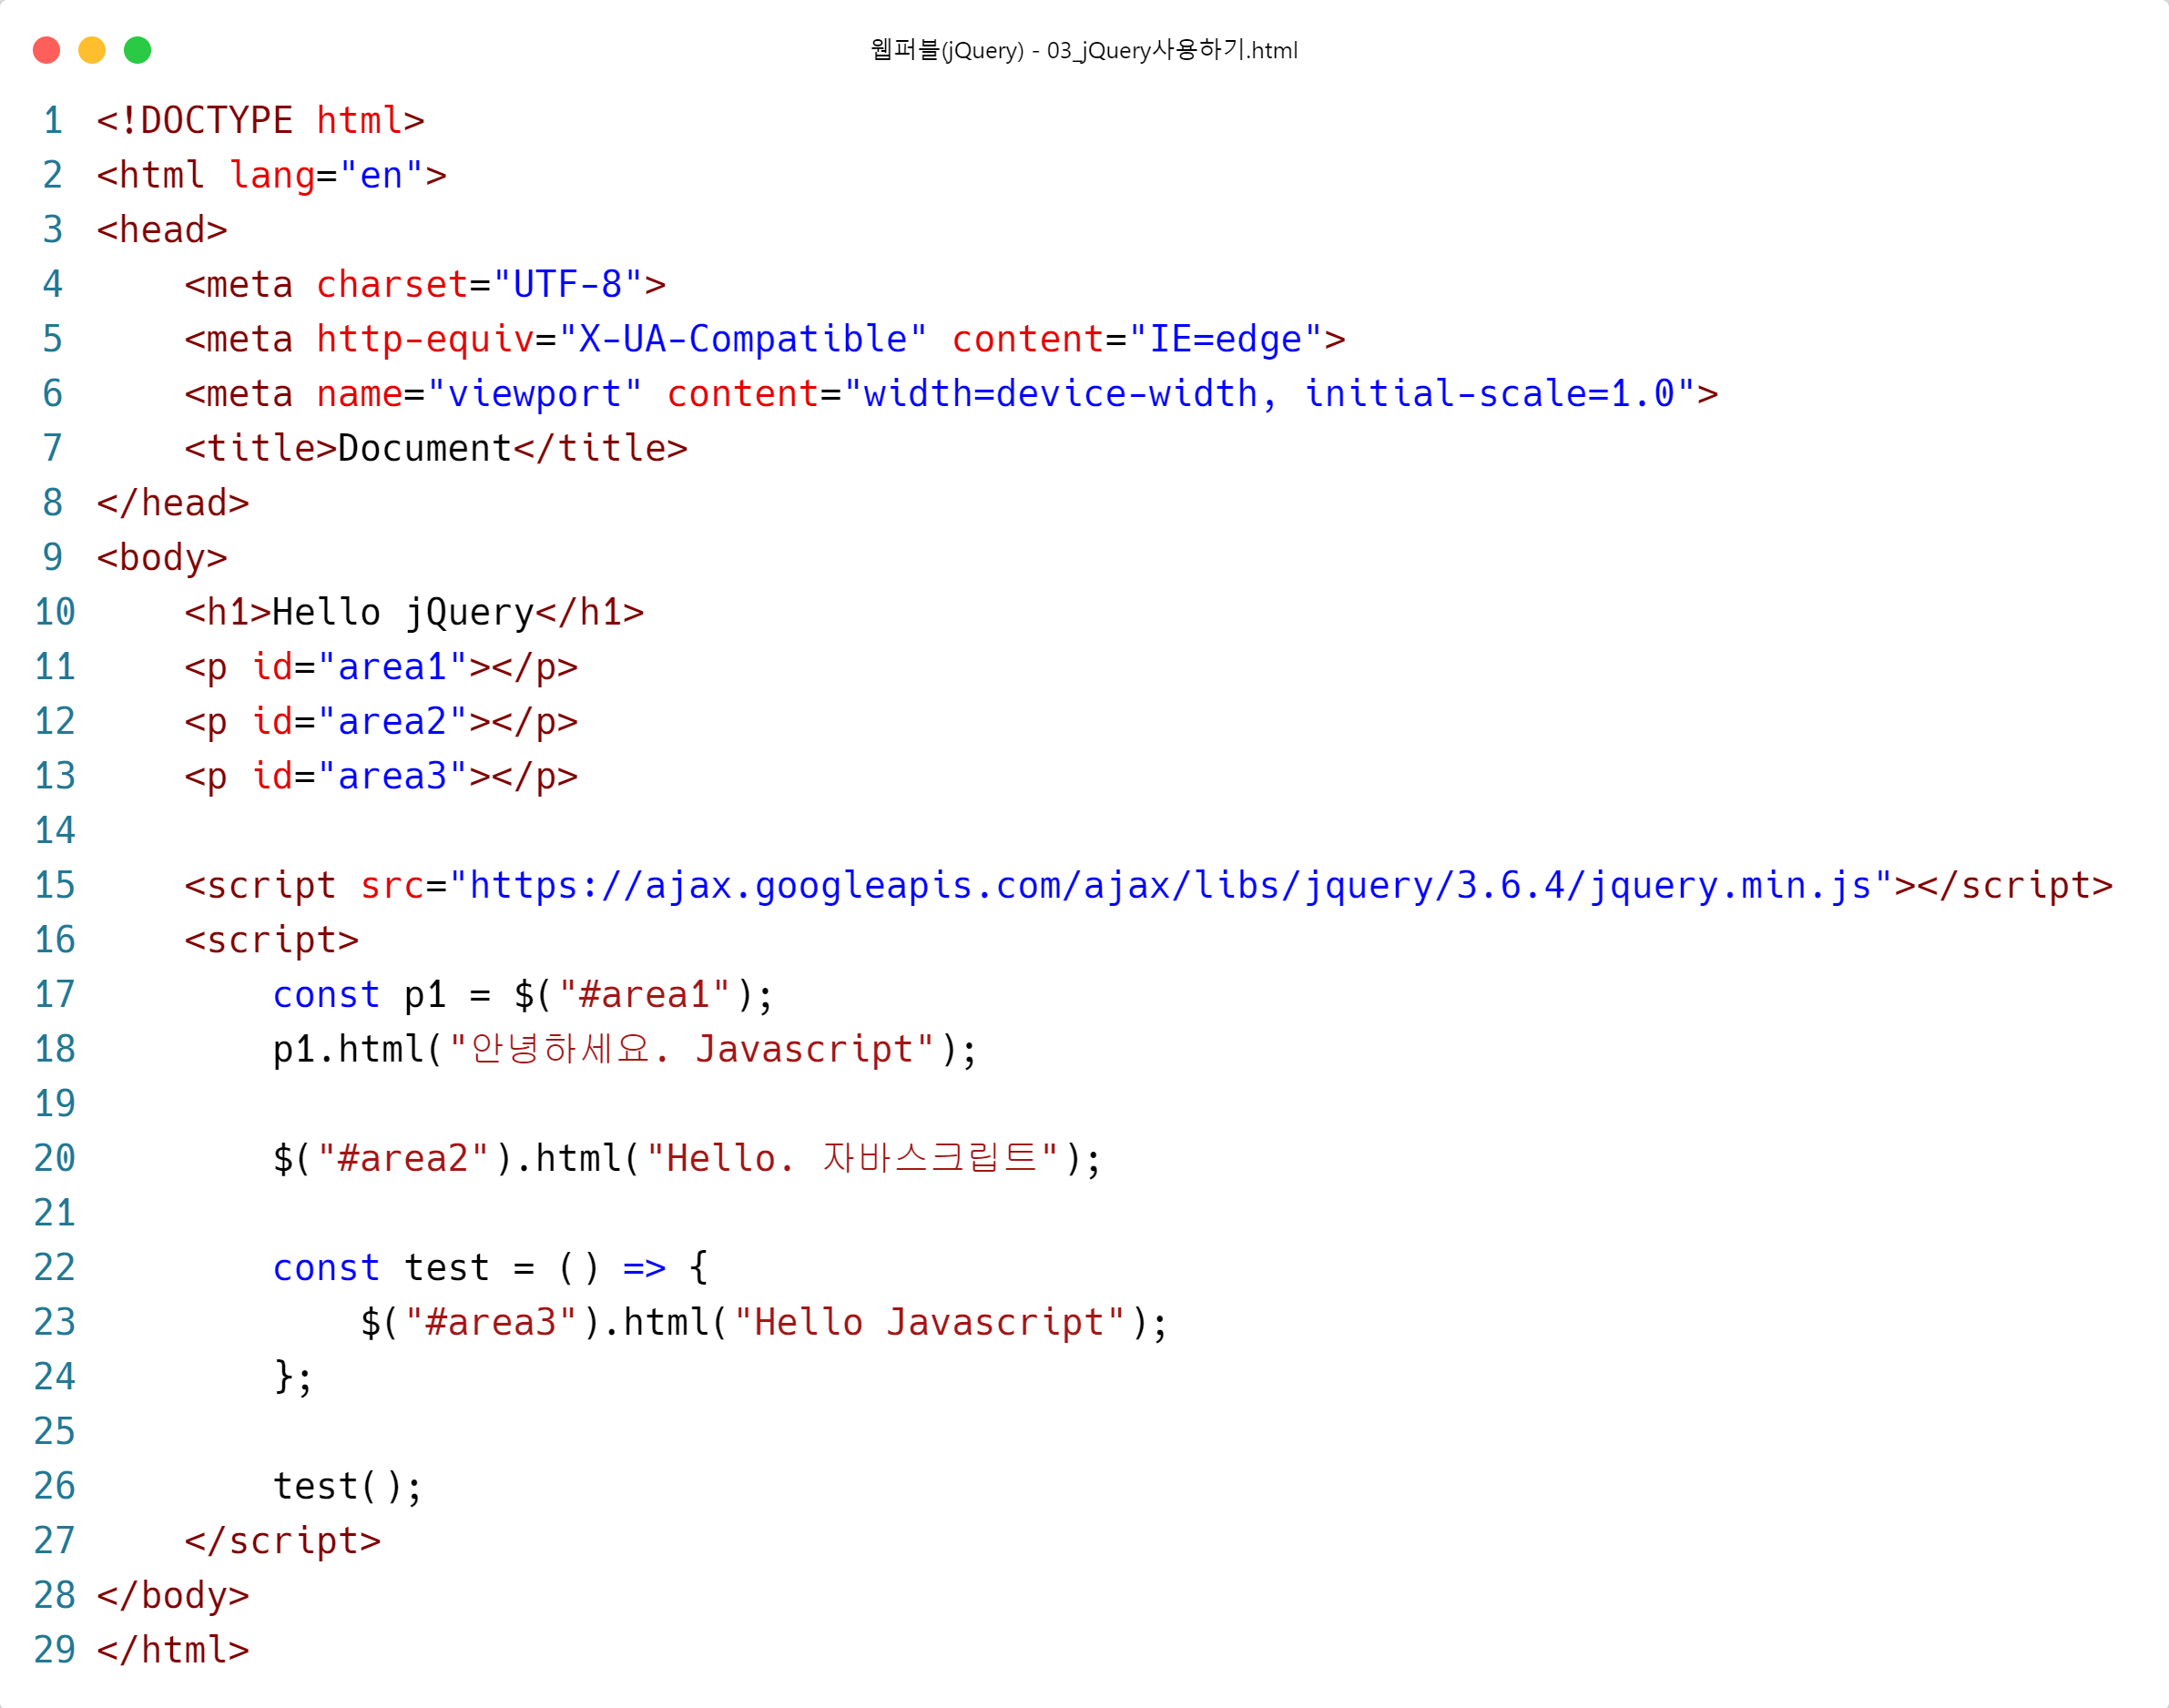 웹퍼블(jQuery) - 03_jQuery사용하기.html
1 <!DOCTYPE html>
2 <html lang="en">
3 <head>
4     <meta charset="UTF-8">
5     <meta http-equiv="X-UA-Compatible" content="IE=edge">
6     <meta name="viewport" content="width=device-width, initial-scale=1.0">
7     <title>Document</title>
8 </head>
9 <body>
10     <h1>Hello jQuery</h1>
11     <p id="area1"></p>
12     <p id="area2"></p>
13     <p id="area3"></p>
14
15     <script src="https://ajax.googleapis.com/ajax/libs/jquery/3.6.4/jquery.min.js"></script>
16     <script>
17         const p1 = $("#area1");
18         p1.html("안녕하세요. Javascript");
19
20         $("#area2").html("Hello. 자바스크립트");
21
22         const test = () => {
23             $("#area3").html("Hello Javascript");
24         };
25
26         test();
27     </script>
28 </body>
29 </html>